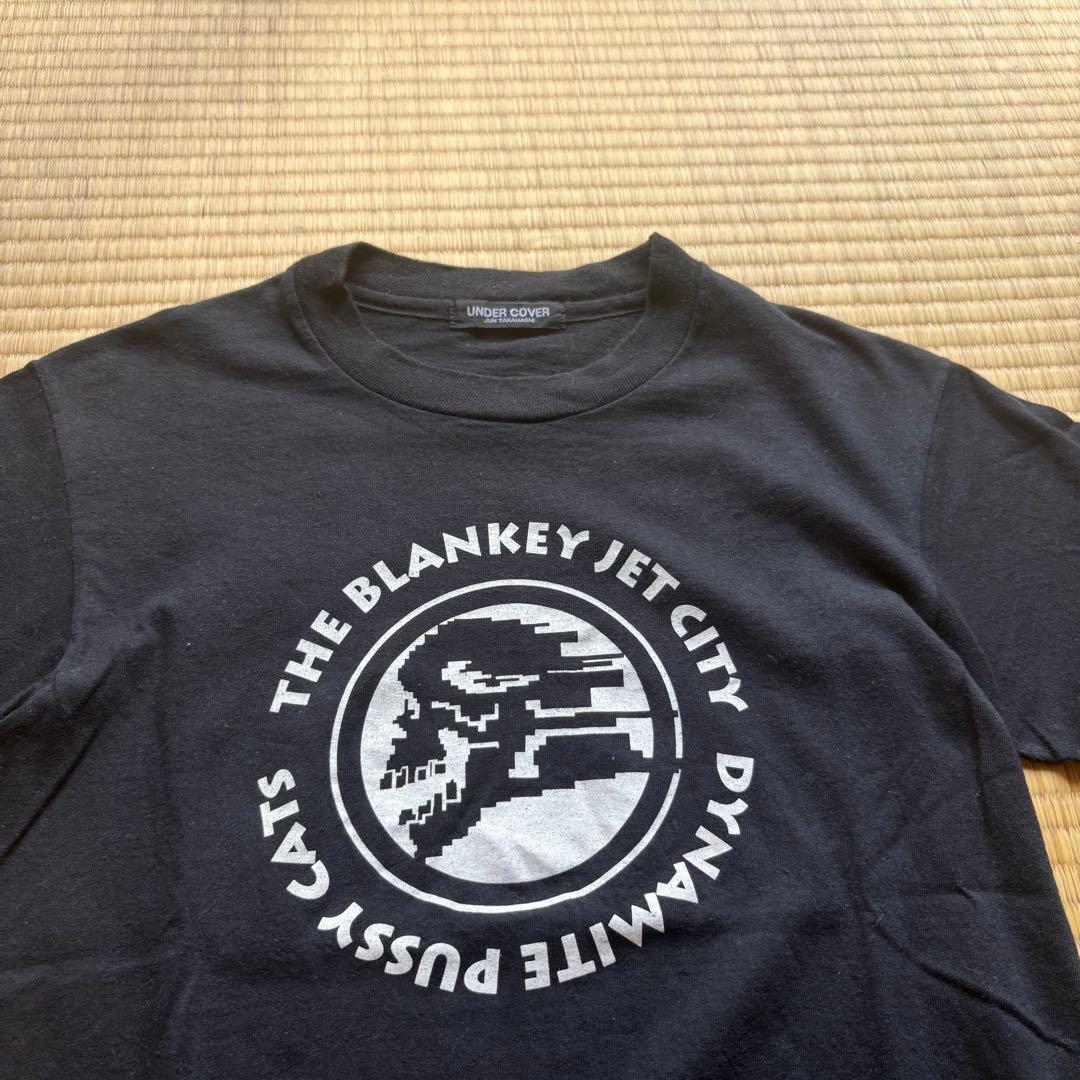 UNDER COVER
JUN TAKAHASHI
THE BLANKEY JET CITY
DYNAMITE PUSSY CATS